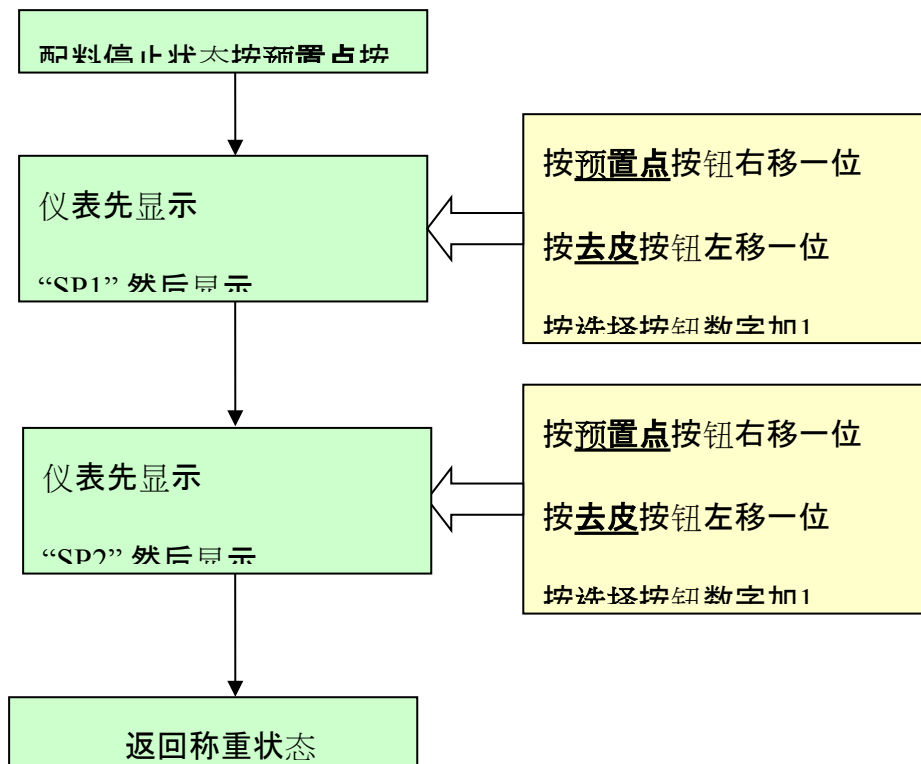 配料停止状态按预置点按
仪表先显示
“SP1” 然后显示
按预置点按钮右移一位
按去皮按钮左移一位
按选择按钮数字加1
仪表先显示
“SP2” 然后显示
按预置点按钮右移一位
按去皮按钮左移一位
按选择按钮数字加1
返回称重状态